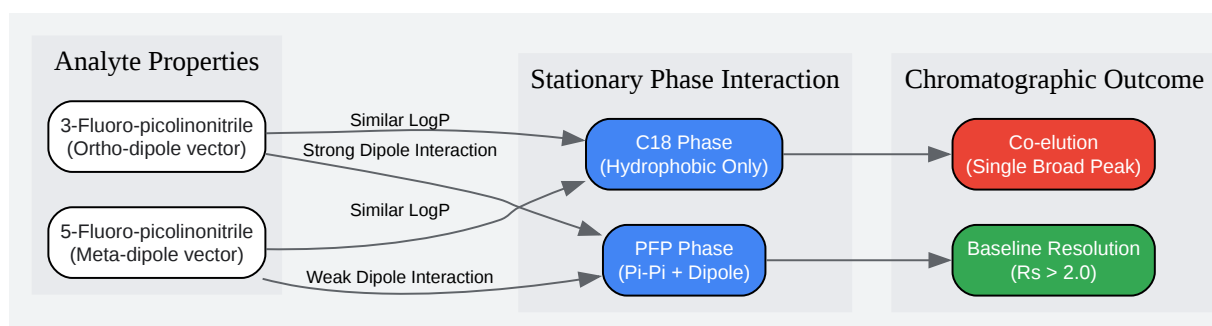 Analyte Properties
Stationary Phase Interaction
Chromatographic Outcome
3-Fluoro-picolinonitrile
(Ortho-dipole vector)
Similar LogP
Strong Dipole Interaction
C18 Phase
(Hydrophobic Only)
Co-elution
(Single Broad Peak)
5-Fluoro-picolinonitrile
(Meta-dipole vector)
Similar LogP
Weak Dipole Interaction
PFP Phase
(Pi-Pi + Dipole)
Baseline Resolution
(Rs > 2.0)